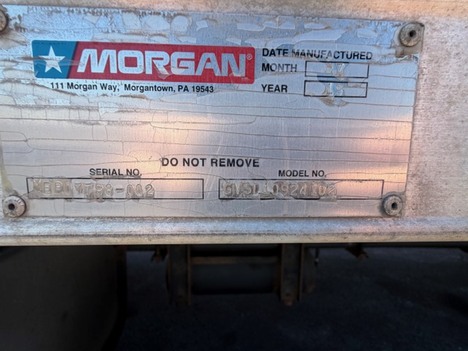 MORGAN®
111 Morgan Way, Morgantown, PA 19543
DATE MANUFACTURED
MONTH
YEAR
DO NOT REMOVE
SERIAL NO.
MODEL NO.